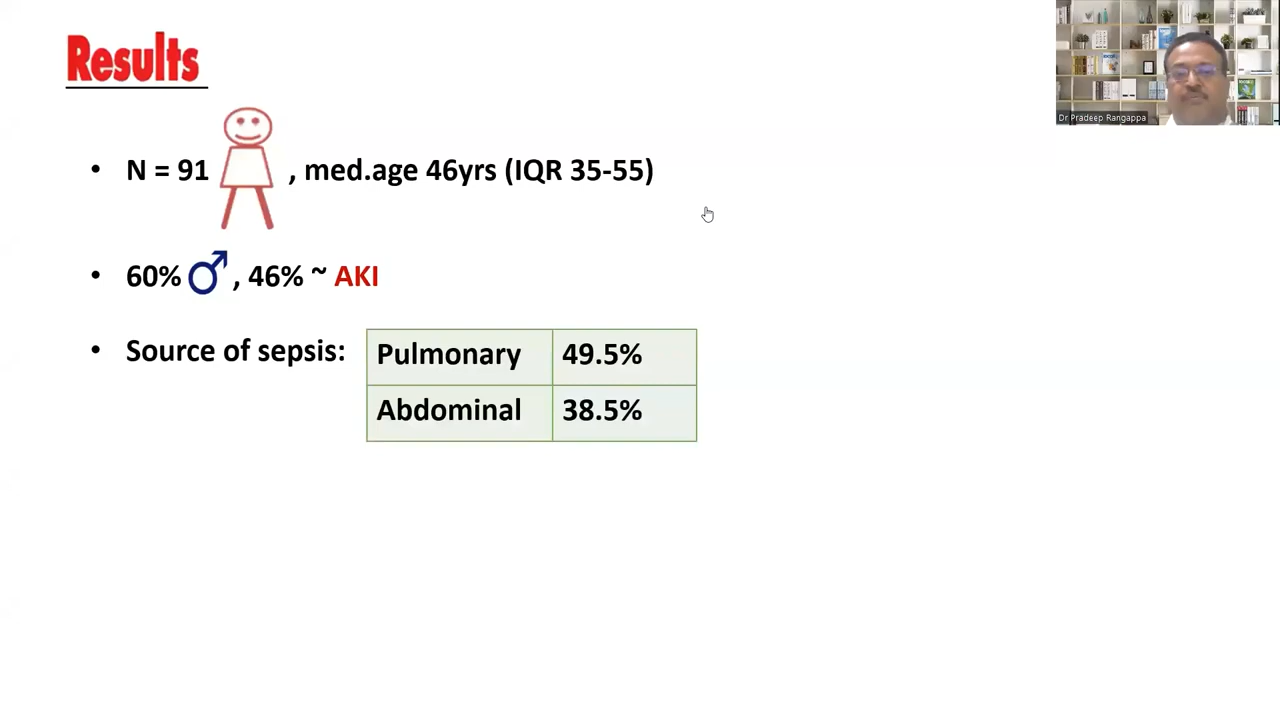 Results
Dr Pradeep Rangappa
• N = 91 , med.age 46yrs (IQR 35-55)
• 60% ♂ , 46% ~ AKI
• Source of sepsis:
Pulmonary 49.5%
Abdominal 38.5%